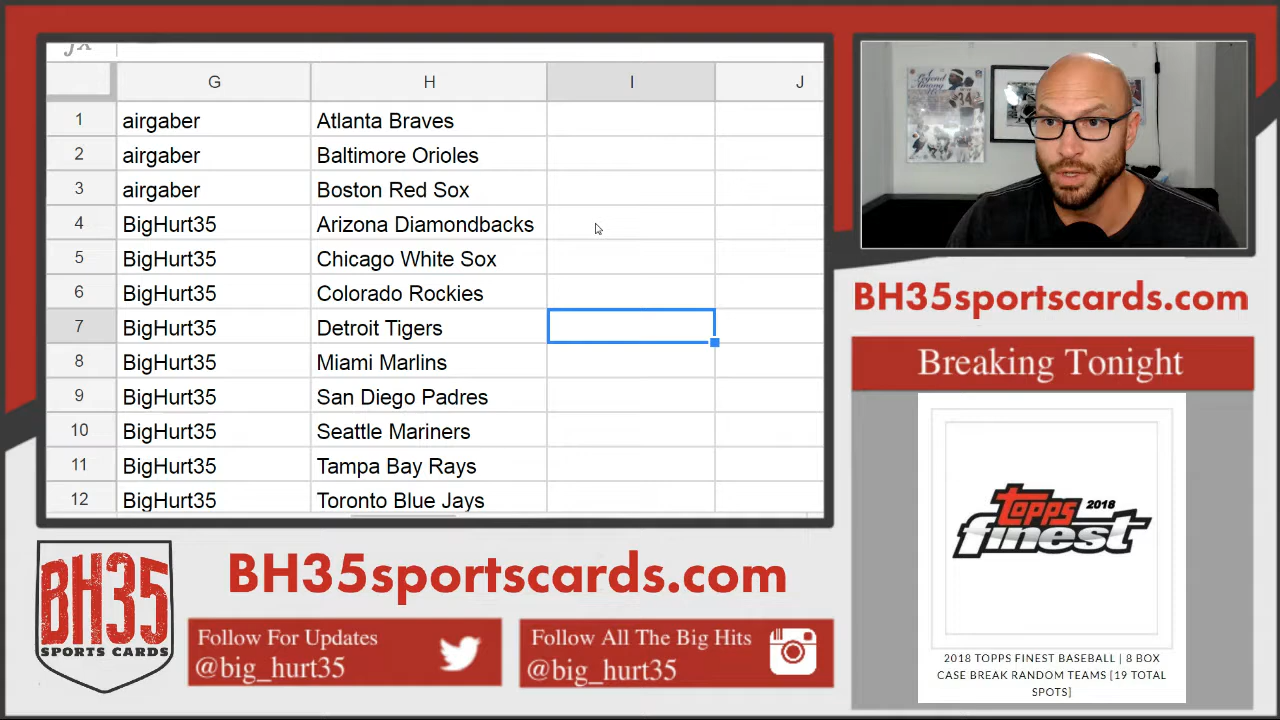 fx
G H I J
1 airgaber Atlanta Braves
2 airgaber Baltimore Orioles
3 airgaber Boston Red Sox
4 BigHurt35 Arizona Diamondbacks
5 BigHurt35 Chicago White Sox
6 BigHurt35 Colorado Rockies
7 BigHurt35 Detroit Tigers
8 BigHurt35 Miami Marlins
9 BigHurt35 San Diego Padres
10 BigHurt35 Seattle Mariners
11 BigHurt35 Tampa Bay Rays
12 BigHurt35 Toronto Blue Jays
34
BH35sportscards.com
Breaking Tonight
topps 2018
finest
2018 TOPPS FINEST BASEBALL | 8 BOX
CASE BREAK RANDOM TEAMS [19 TOTAL
SPOTS]
BH35
SPORTS CARDS
BH35sportscards.com
Follow For Updates
@big_hurt35
Follow All The Big Hits
@big_hurt35